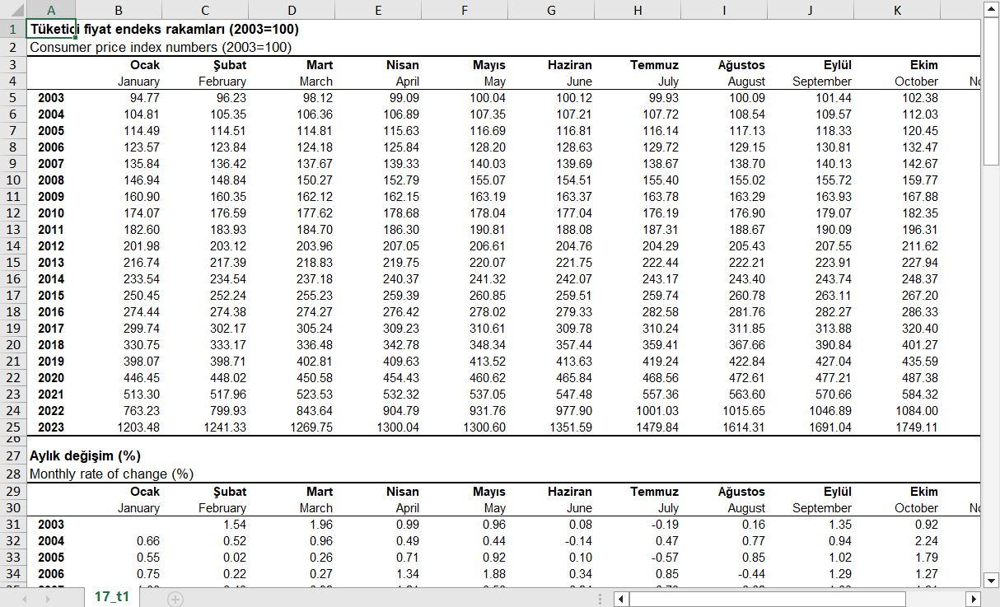 A B C D E F G H I J K
1 Tüketici fiyat endeks rakamları (2003=100)
2 Consumer price index numbers (2003=100)
3 Ocak Şubat Mart Nisan Mayıs Haziran Temmuz Ağustos Eylül Ekim
4 January February March April May June July August September October
5 2003 94.77 96.23 98.12 99.09 100.04 100.12 99.93 100.09 101.44 102.38
6 2004 104.81 105.35 106.36 106.89 107.35 107.21 107.72 108.54 109.57 112.03
7 2005 114.49 114.51 114.81 115.63 116.69 116.81 116.14 117.13 118.33 120.45
8 2006 123.57 123.84 124.18 125.84 128.20 128.63 129.72 129.15 130.81 132.47
9 2007 135.84 136.42 137.67 139.33 140.03 139.69 138.67 138.70 140.13 142.67
10 2008 146.94 148.84 150.27 152.79 155.07 154.51 155.40 155.02 155.72 159.77
11 2009 160.90 160.35 162.12 162.15 163.19 163.37 163.78 163.29 163.93 167.88
12 2010 174.07 176.59 177.62 178.68 178.04 177.04 176.19 176.90 179.07 182.35
13 2011 182.60 183.93 184.70 186.30 190.81 188.08 187.31 188.67 190.09 196.31
14 2012 201.98 203.12 203.96 207.05 206.61 204.76 204.29 205.43 207.55 211.62
15 2013 216.74 217.39 218.83 219.75 220.07 221.75 222.44 222.21 223.91 227.94
16 2014 233.54 234.54 237.18 240.37 241.32 242.07 243.17 243.40 243.74 248.37
17 2015 250.45 252.24 255.23 259.39 260.85 259.51 259.74 260.78 263.11 267.20
18 2016 274.44 274.38 274.27 276.42 278.02 279.33 282.58 281.76 282.27 286.33
19 2017 299.74 302.17 305.24 309.23 310.61 309.78 310.24 311.85 313.88 320.40
20 2018 330.75 333.17 336.48 342.78 348.34 357.44 359.41 367.66 390.84 401.27
21 2019 398.07 398.71 402.81 409.63 413.52 413.63 419.24 422.84 427.04 435.59
22 2020 446.45 448.02 450.58 454.43 460.62 465.84 468.56 472.61 477.21 487.38
23 2021 513.30 517.96 523.53 532.32 537.05 547.48 557.36 563.60 570.66 584.32
24 2022 763.23 799.93 843.64 904.79 931.76 977.90 1001.03 1015.65 1046.89 1084.00
25 2023 1203.48 1241.33 1269.75 1300.04 1300.60 1351.59 1479.84 1614.31 1691.04 1749.11
26
27 Aylık değişim (%)
28 Monthly rate of change (%)
29 Ocak Şubat Mart Nisan Mayıs Haziran Temmuz Ağustos Eylül Ekim
30 January February March April May June July August September October
31 2003 1.54 1.96 0.99 0.96 0.08 -0.19 0.16 1.35 0.92
32 2004 0.66 0.52 0.96 0.49 0.44 -0.14 0.47 0.77 0.94 2.24
33 2005 0.55 0.02 0.26 0.71 0.92 0.10 -0.57 0.85 1.02 1.79
34 2006 0.75 0.22 0.27 1.34 1.88 0.34 0.85 -0.44 1.29 1.27
17_t1